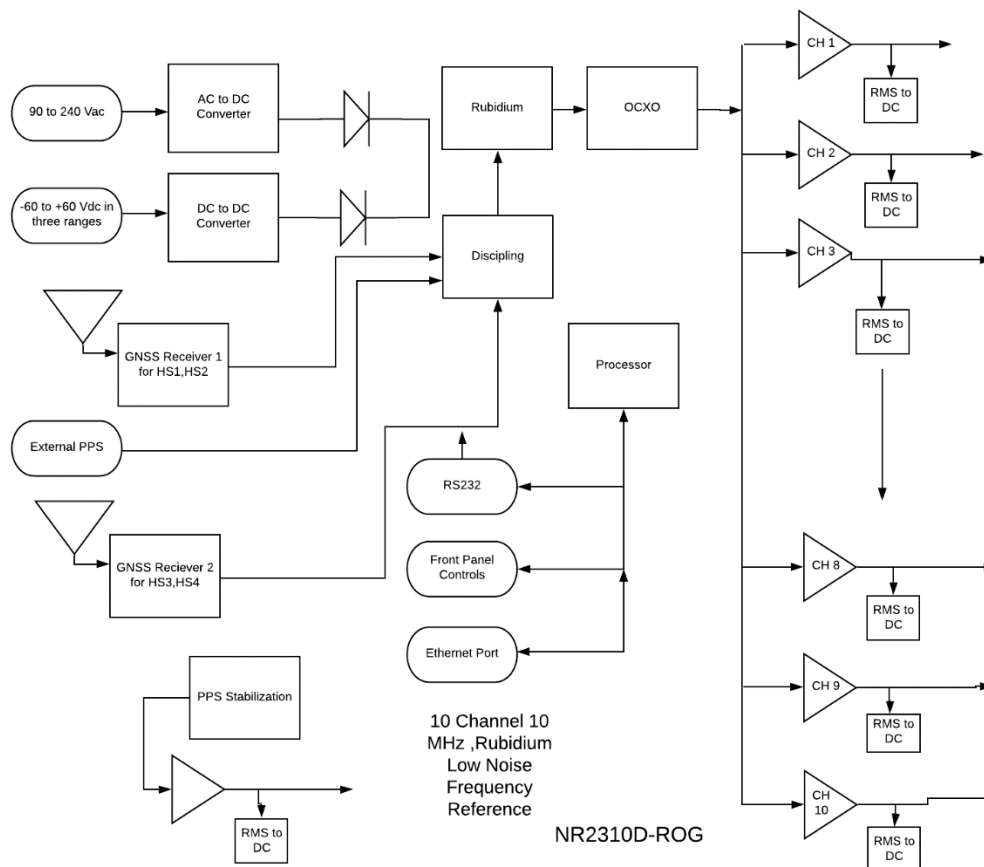 90 to 240 Vac
AC to DC
Converter
Rubidium
OCXO
CH 1
RMS to
DC
-60 to +60 Vdc in
three ranges
DC to DC
Converter
CH 2
RMS to
DC
Discipling
CH 3
RMS to
DC
GNSS Receiver 1
for HS1,HS2
Processor
External PPS
RS232
GNSS Reciever 2
for HS3,HS4
Front Panel
Controls
CH 8
RMS to
DC
Ethernet Port
PPS Stabilization
CH 9
RMS to
DC
10 Channel 10
MHz ,Rubidium
Low Noise
Frequency
Reference
RMS to
DC
NR2310D-ROG
CH
10
RMS to
DC